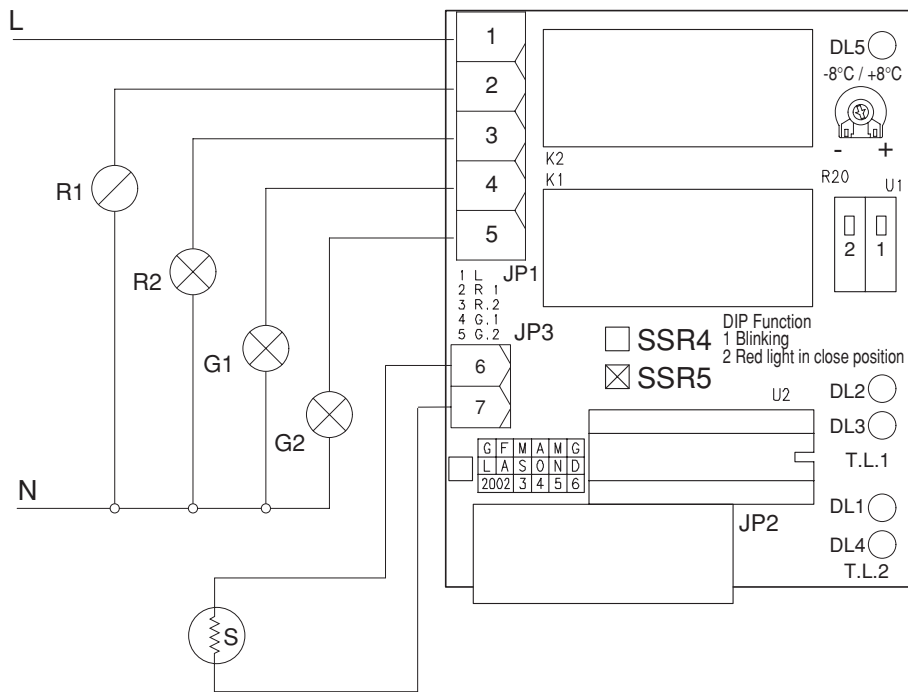 L
1
2
3
4
5
R1
R2
G1
G2
N
S
JP1
1 L
2 R 1
3 R.2
4 G.1
5 G.2
JP3
6
7
K2
K1
DL5
-8°C / +8°C
- +
R20
U1
2 1
SSR4
SSR5
DIP Function
1 Blinking
2 Red light in close position
U2
G F M A M G
L A S O N D
2002 3 4 5 6
JP2
DL2
DL3
T.L.1
DL1
DL4
T.L.2